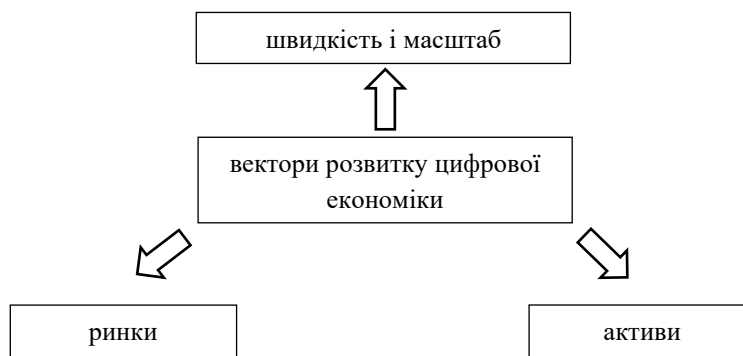 швидкість і масштаб
вектори розвитку цифрової
економіки
ринки
активи